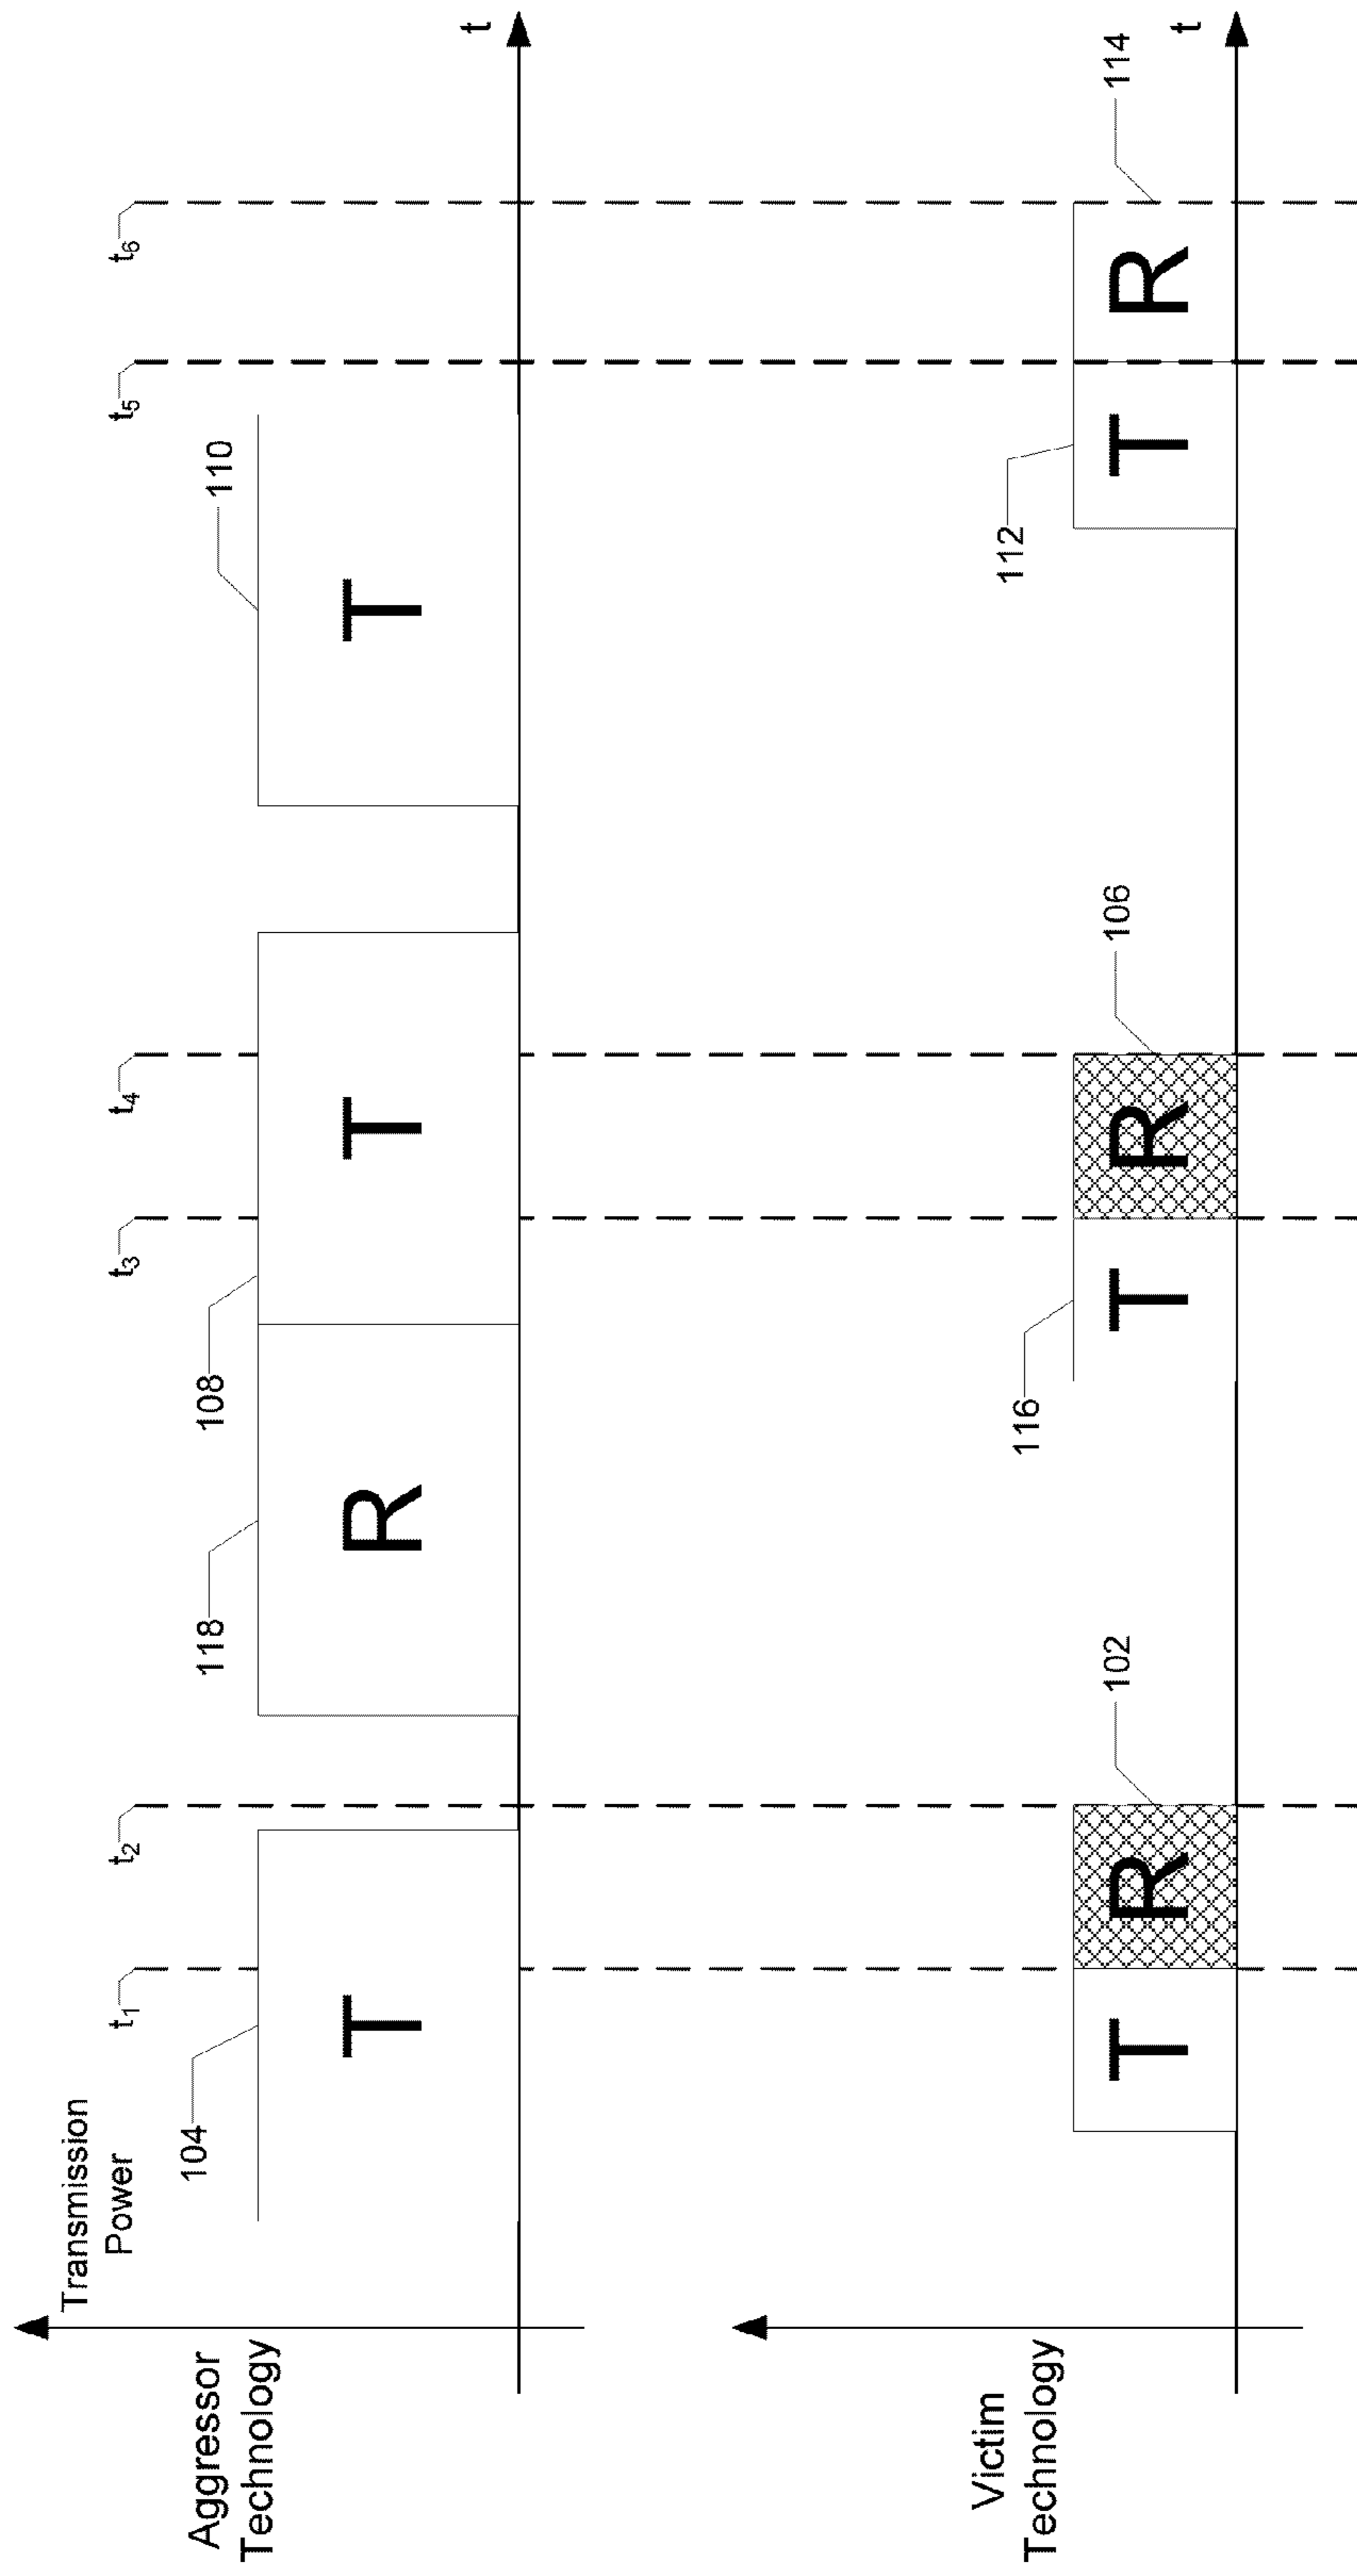 Transmission
Power
t₁
t₂
t₃
t₄
t₅
t₆
104
118
108
110
Aggressor
Technology
T
R
T
T
t
102
116
106
112
114
Victim
Technology
T
R
T
R
T
R
t